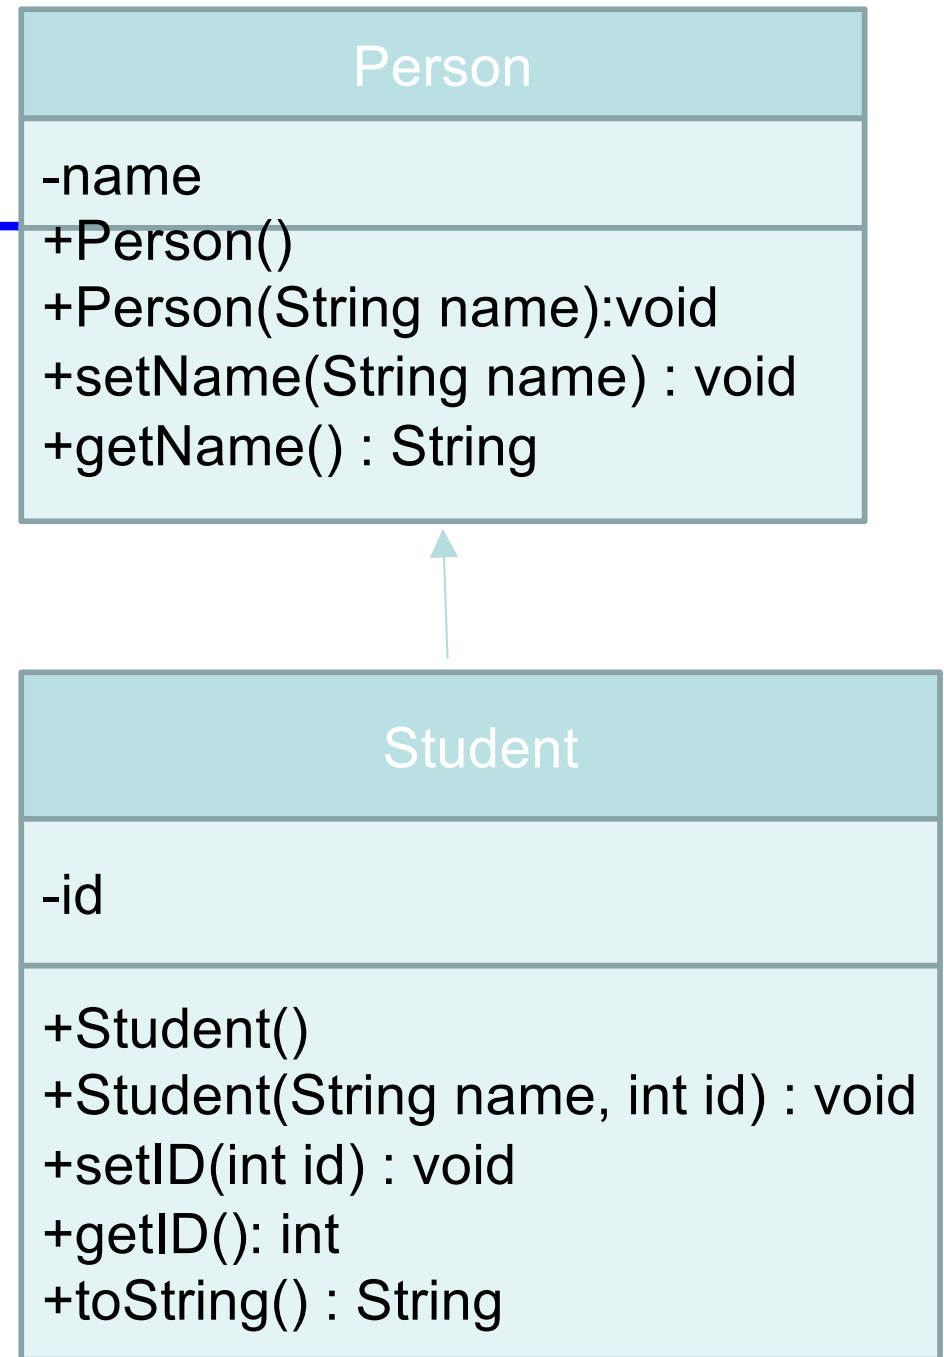 Person
-name
+Person()
+Person(String name):void
+setName(String name) : void
+getName() : String
Student
-id
+Student()
+Student(String name, int id) : void
+setID(int id) : void
+getID(): int
+toString() : String